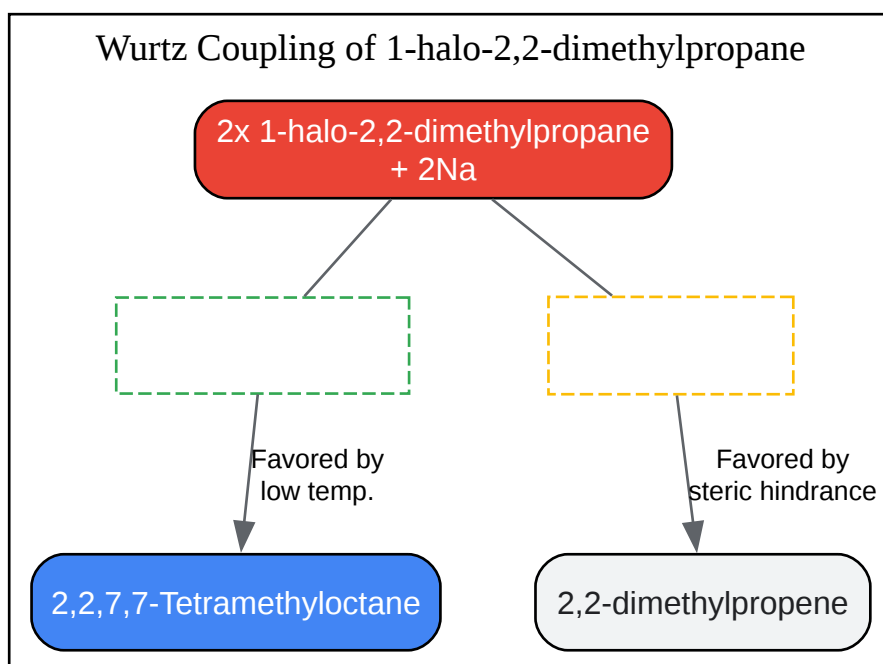 Wurtz Coupling of 1-halo-2,2-dimethylpropane
2x 1-halo-2,2-dimethylpropane
+ 2Na
Favored by
low temp.
Favored by
steric hindrance
2,2,7,7-Tetramethyloctane
2,2-dimethylpropene